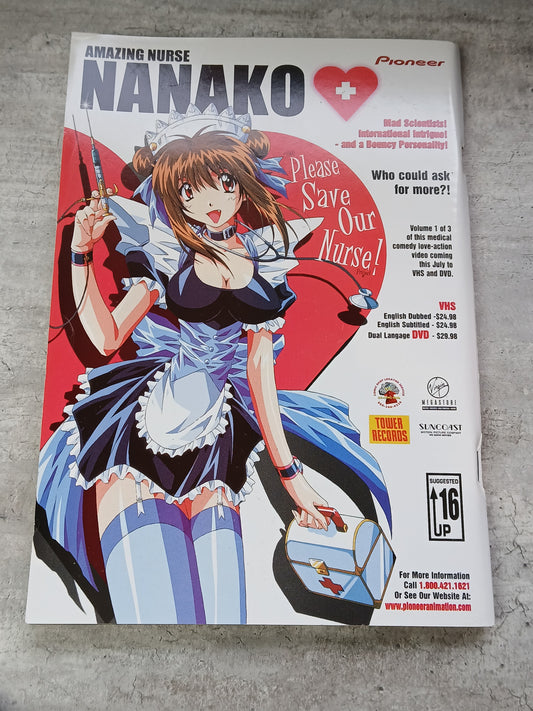 AMAZING NURSE
NANAKO
Pioneer
Mad Scientists!
International Intrigue!
- and a Bouncy Personality!
Who could ask
for more?!
Please
Save
Our
Nurse!
Volume 1 of 3
of this medical
comedy love-action
video coming
this July to
VHS and DVD.
VHS
English Dubbed -$24.98
English Subtitled - $24.98
Dual Langage DVD - $29.98
Virgin
MEGASTORE
TOWER
RECORDS
SUNCOAST
SUGGESTED
16
UP
For More Information
Call 1.800.421.1621
Or See Our Website At:
www.pioneeranimation.com